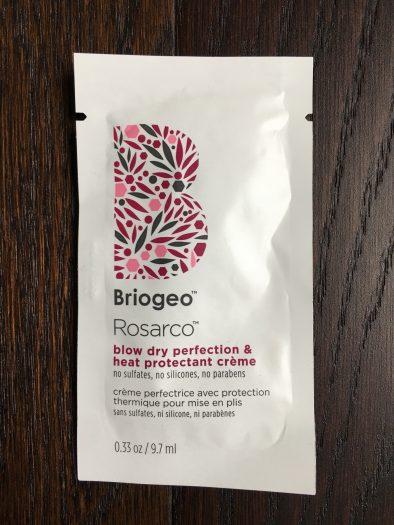 B
Briogeo™
Rosarco™
blow dry perfection &
heat protectant crème
no sulfates, no silicones, no parabens
crème perfectrice avec protection
thermique pour mise en plis
sans sulfates, ni silicone, ni parabènes
0.33 oz / 9.7 ml